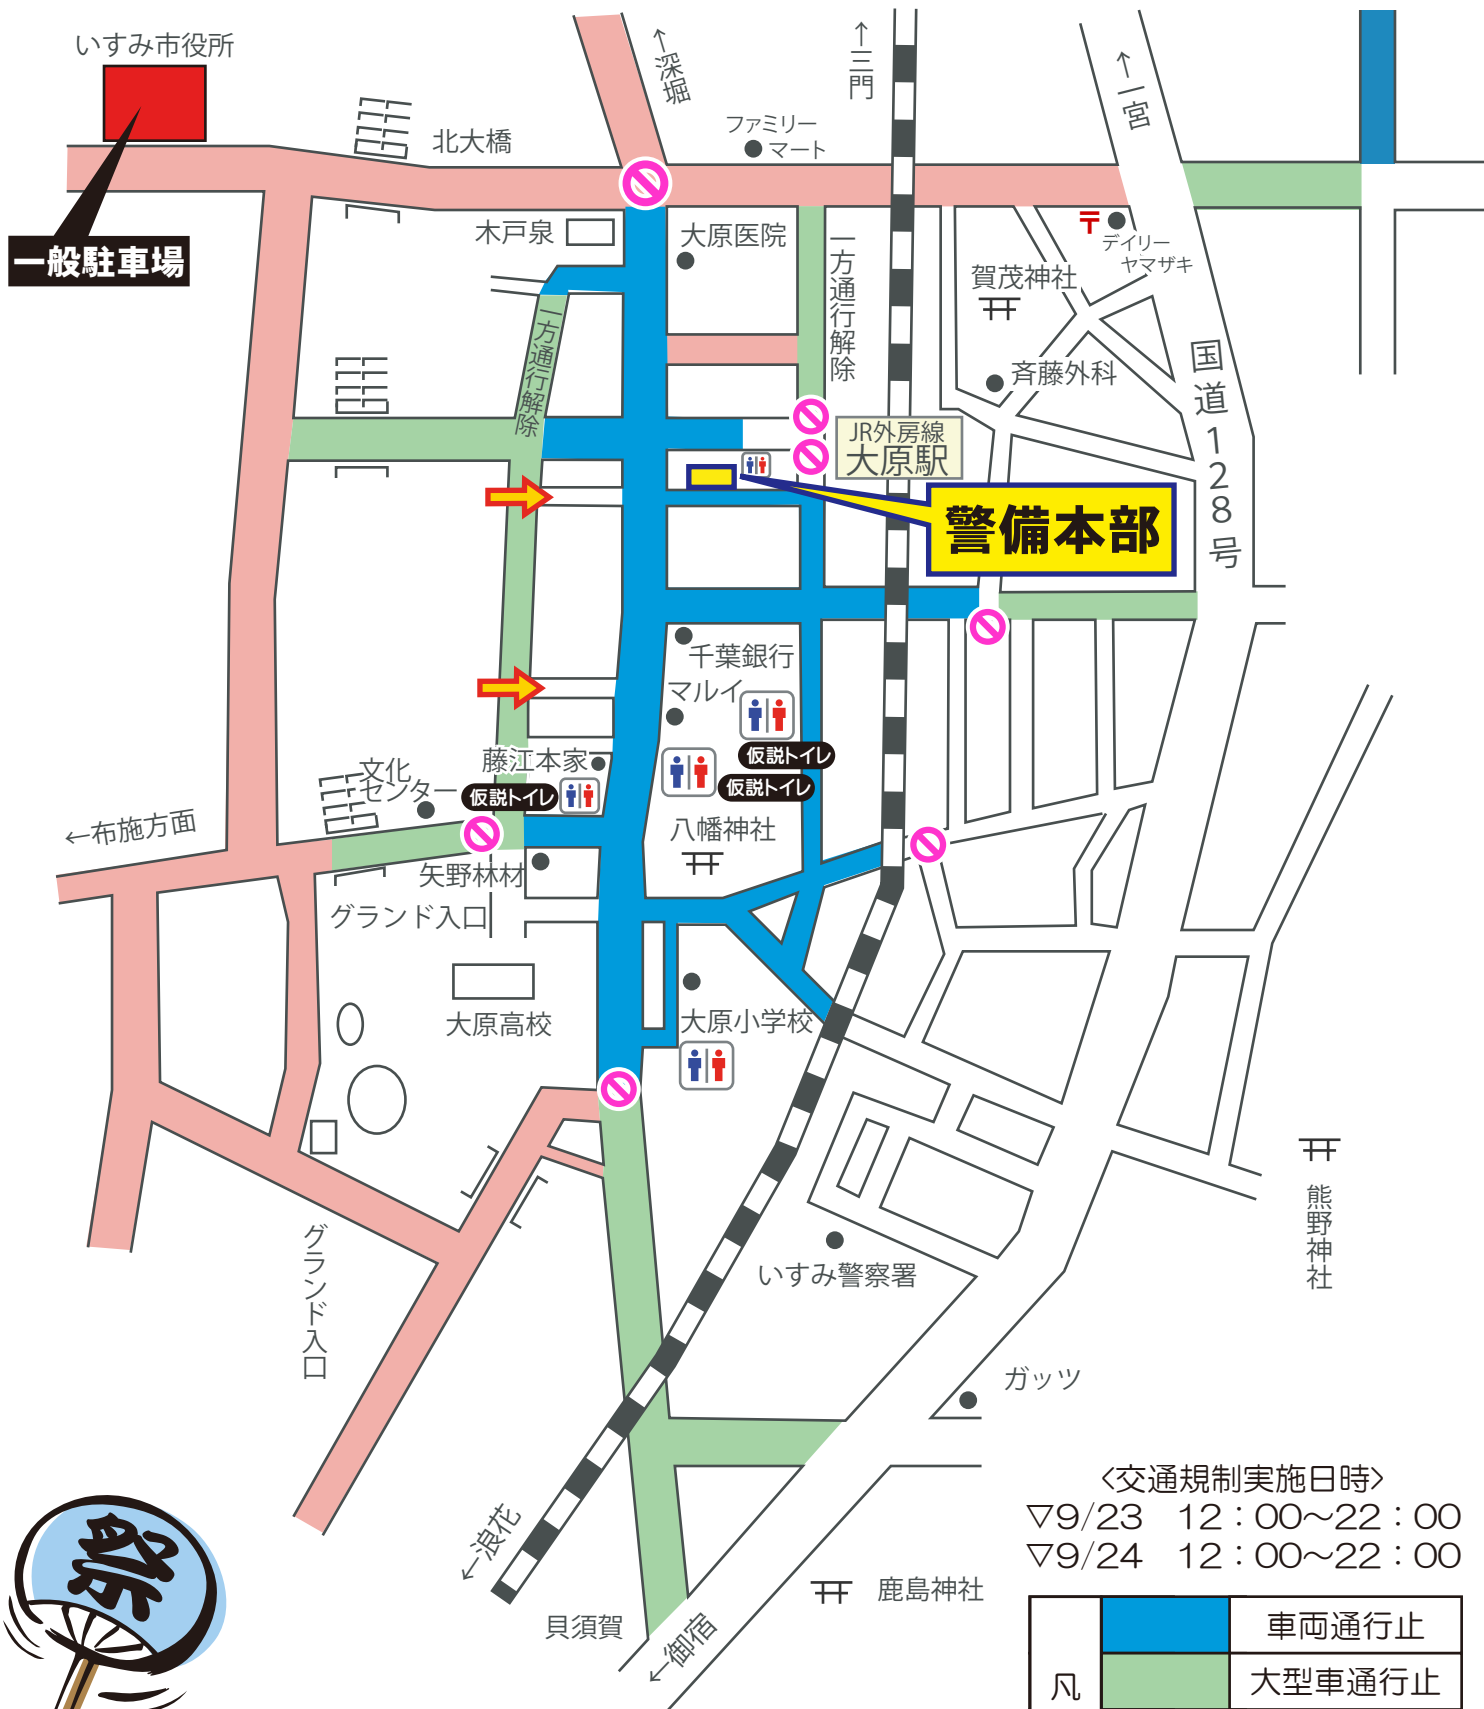 いすみ市役所
一般駐車場
北大橋
←深堀
ファミリー
マート
←三門
←一宮
木戸泉
大原医院
一方通行解除
一方通行解除
〒
デイリー
ヤマザキ
賀茂神社
斉藤外科
国道128号
JR外房線
大原駅
警備本部
千葉銀行
マルイ
仮説トイレ
仮説トイレ
藤江本家
仮説トイレ
文化
センター
←布施方面
八幡神社
矢野林材
グランド入口
大原高校
大原小学校
グランド入口
いすみ警察署
熊野神社
ガッツ
←浪花
貝須賀
←御宿
鹿島神社
祭
<交通規制実施日時>
▽9/23 12：00～22：00
▽9/24 12：00～22：00
凡
車両通行止
大型車通行止